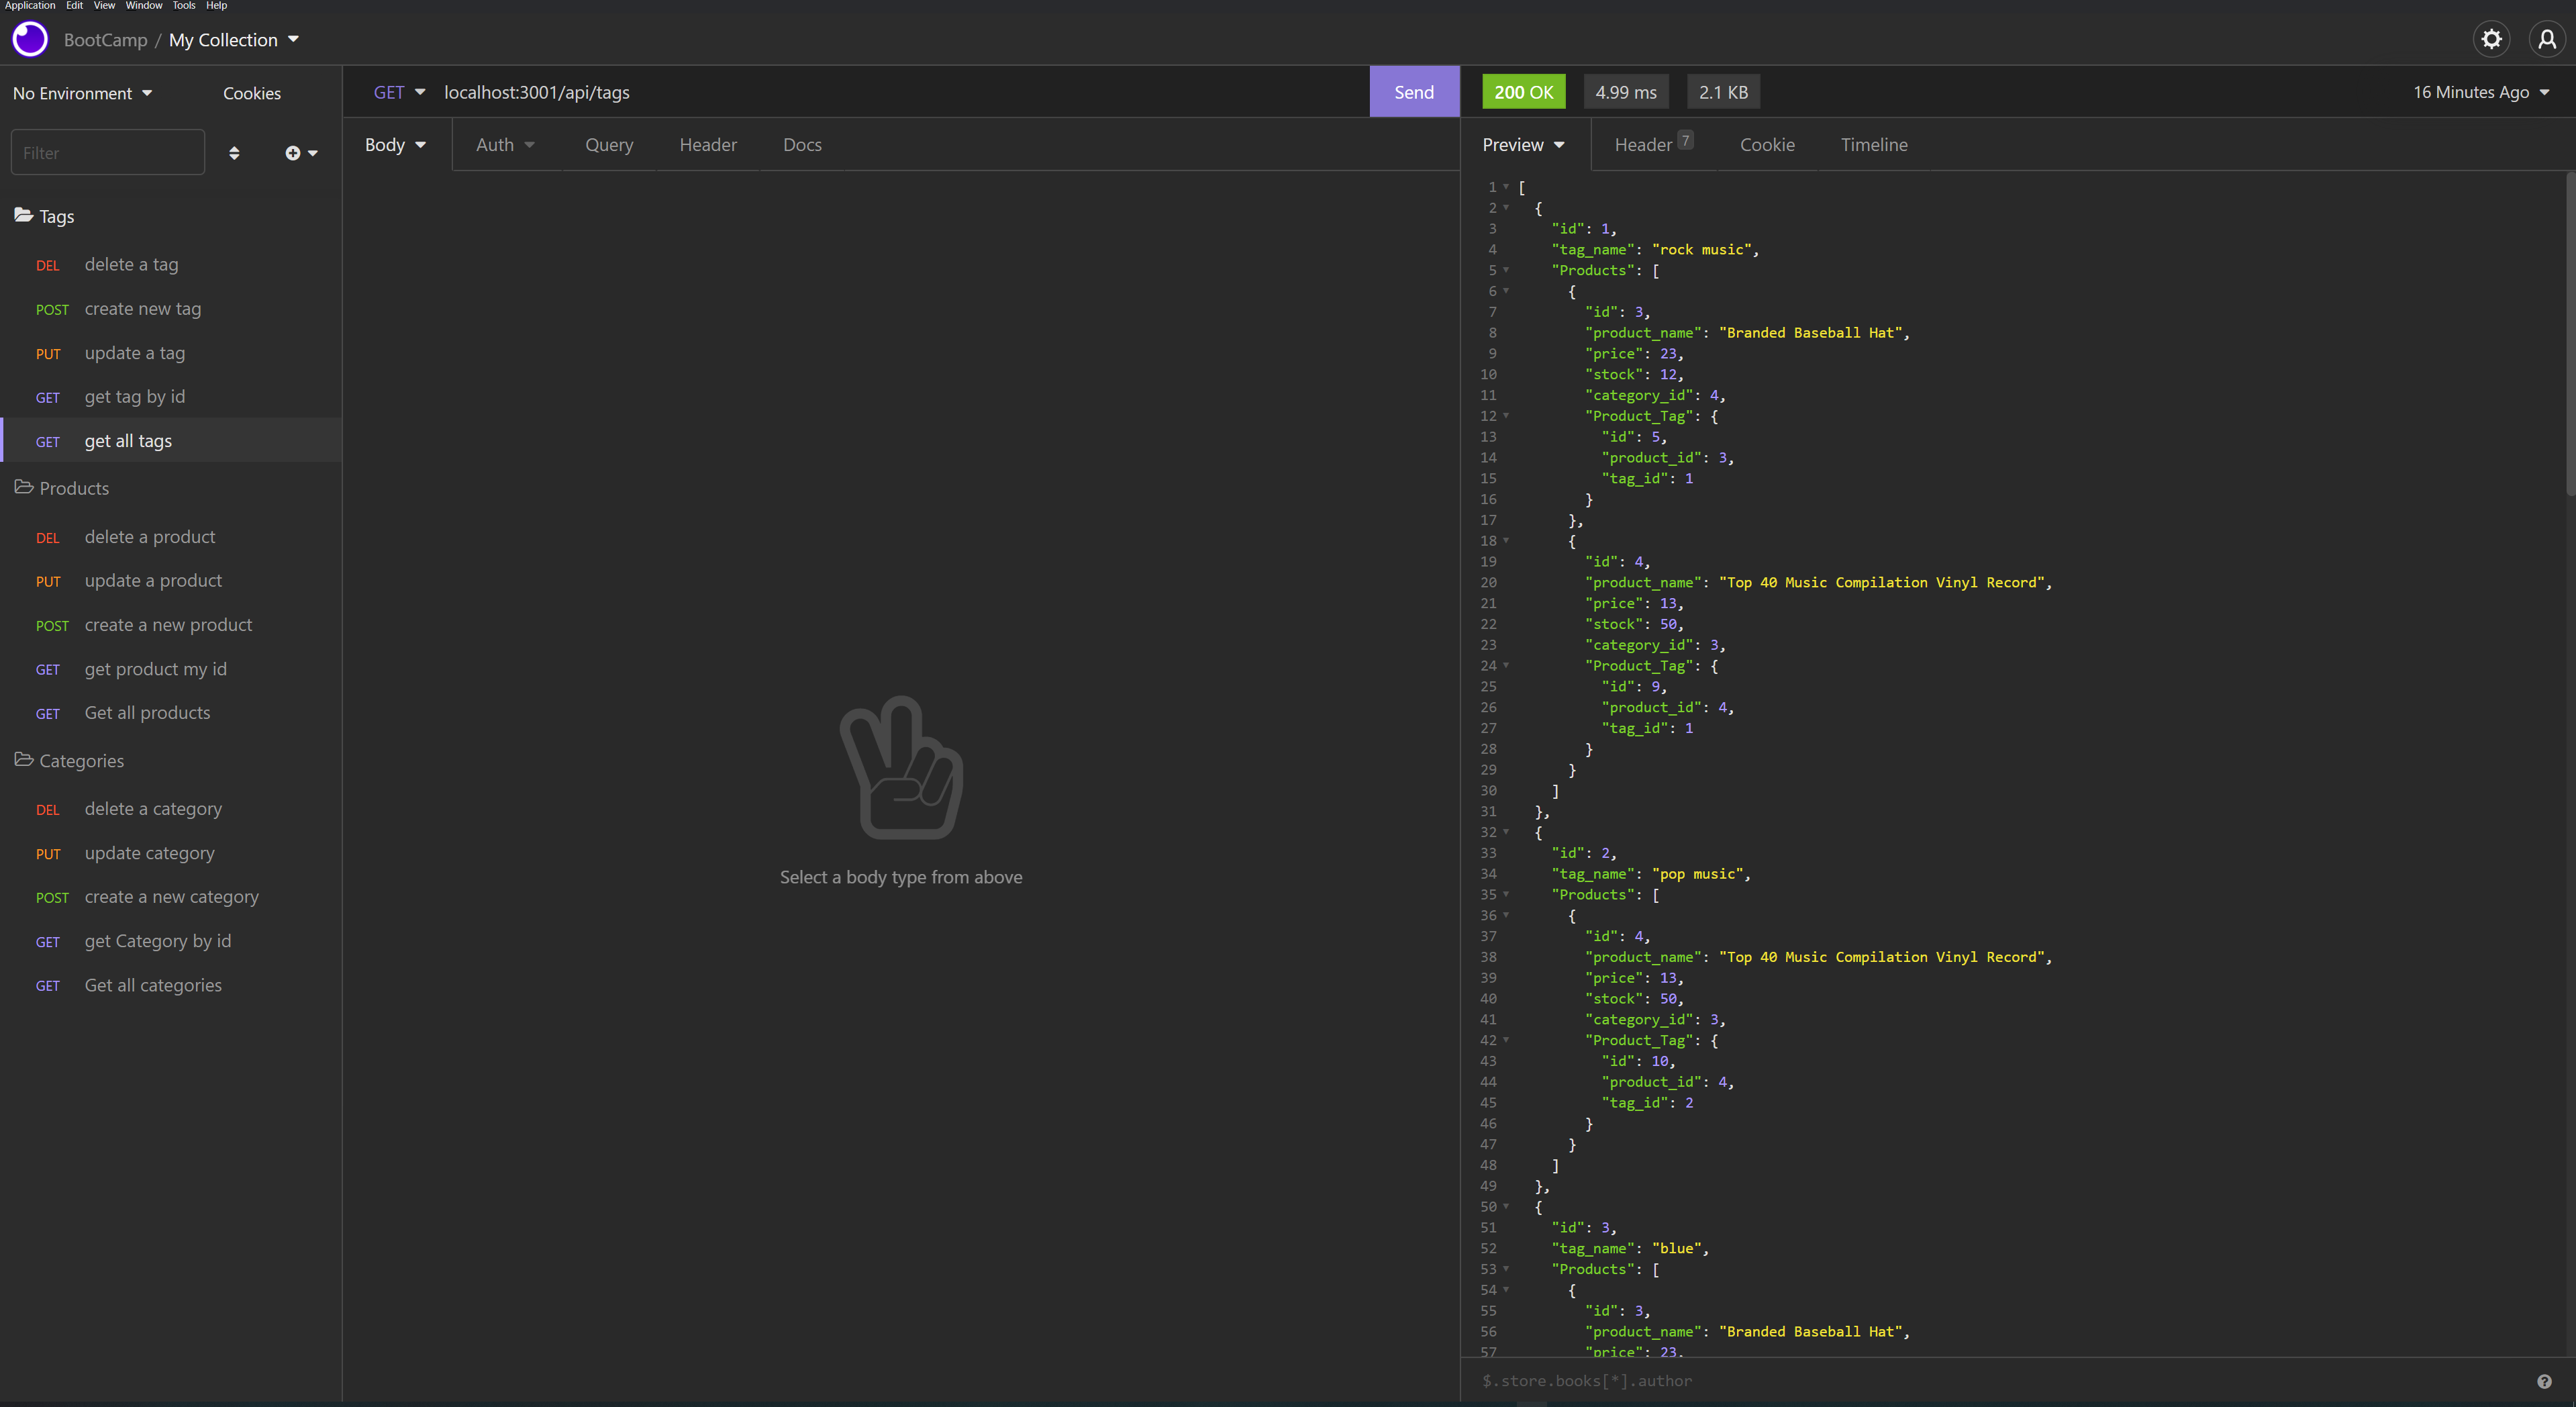 Application Edit View Window Tools Help
BootCamp / My Collection
No Environment Cookies
Filter
Tags
DEL delete a tag
POST create new tag
PUT update a tag
GET get tag by id
GET get all tags
Products
DEL delete a product
PUT update a product
POST create a new product
GET get product my id
GET Get all products
Categories
DEL delete a category
PUT update category
POST create a new category
GET get Category by id
GET Get all categories
GET localhost:3001/api/tags Send
Body Auth Query Header Docs
Select a body type from above
200 OK 4.99 ms 2.1 KB 16 Minutes Ago
Preview Header 7 Cookie Timeline
1 [
2 {
3 "id": 1,
4 "tag_name": "rock music",
5 "Products": [
6 {
7 "id": 3,
8 "product_name": "Branded Baseball Hat",
9 "price": 23,
10 "stock": 12,
11 "category_id": 4,
12 "Product_Tag": {
13 "id": 5,
14 "product_id": 3,
15 "tag_id": 1
16 }
17 },
18 {
19 "id": 4,
20 "product_name": "Top 40 Music Compilation Vinyl Record",
21 "price": 13,
22 "stock": 50,
23 "category_id": 3,
24 "Product_Tag": {
25 "id": 9,
26 "product_id": 4,
27 "tag_id": 1
28 }
29 }
30 ]
31 },
32 {
33 "id": 2,
34 "tag_name": "pop music",
35 "Products": [
36 {
37 "id": 4,
38 "product_name": "Top 40 Music Compilation Vinyl Record",
39 "price": 13,
40 "stock": 50,
41 "category_id": 3,
42 "Product_Tag": {
43 "id": 10,
44 "product_id": 4,
45 "tag_id": 2
46 }
47 }
48 ]
49 },
50 {
51 "id": 3,
52 "tag_name": "blue",
53 "Products": [
54 {
55 "id": 3,
56 "product_name": "Branded Baseball Hat",
57 "price": 23,
$.store.books[*].author